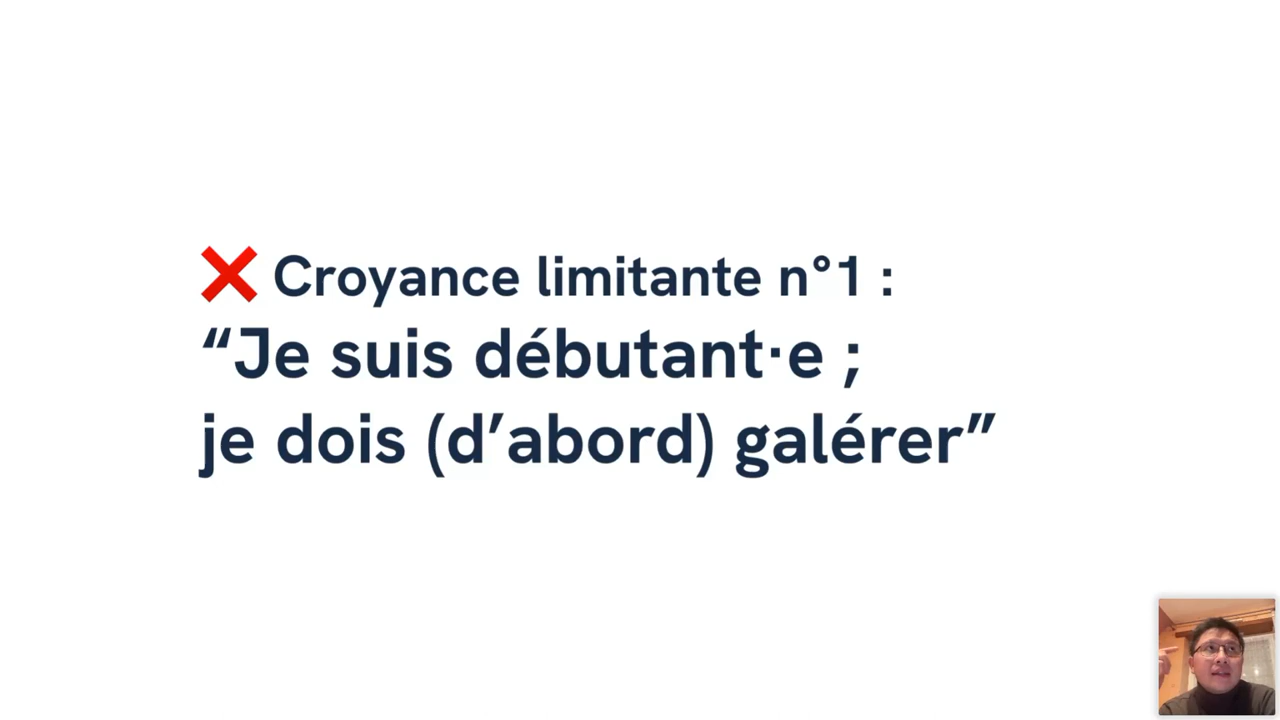 ❌ Croyance limitante n°1 :
“Je suis débutant·e ;
je dois (d’abord) galérer”